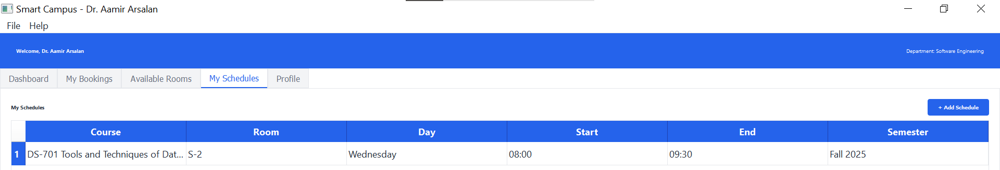 Smart Campus - Dr. Aamir Arsalan
File Help
Welcome, Dr. Aamir Arsalan Department: Software Engineering
Dashboard My Bookings Available Rooms My Schedules Profile
My Schedules + Add Schedule
Course Room Day Start End Semester
1 DS-701 Tools and Techniques of Dat... S-2 Wednesday 08:00 09:30 Fall 2025